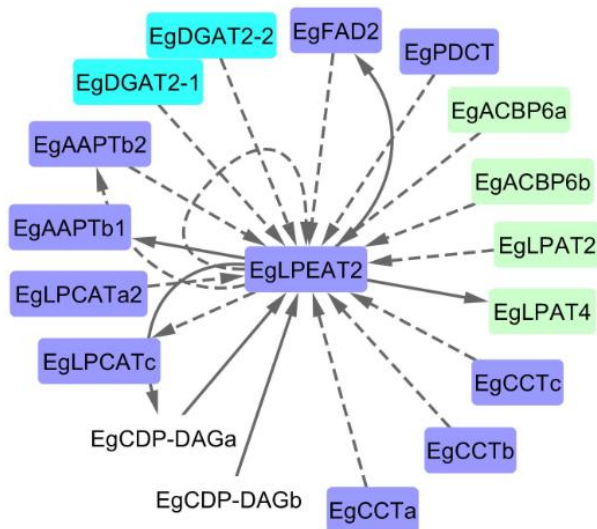 EgDGAT2-2
EgFAD2
EgPDCT
EgDGAT2-1
EgACBP6a
EgAAPTb2
EgACBP6b
EgAAPTb1
EgLPEAT2
EgLPAT2
EgLPCATa2
EgLPAT4
EgLPCATc
EgCCTc
EgCDP-DAGa
EgCCTb
EgCDP-DAGb
EgCCTa